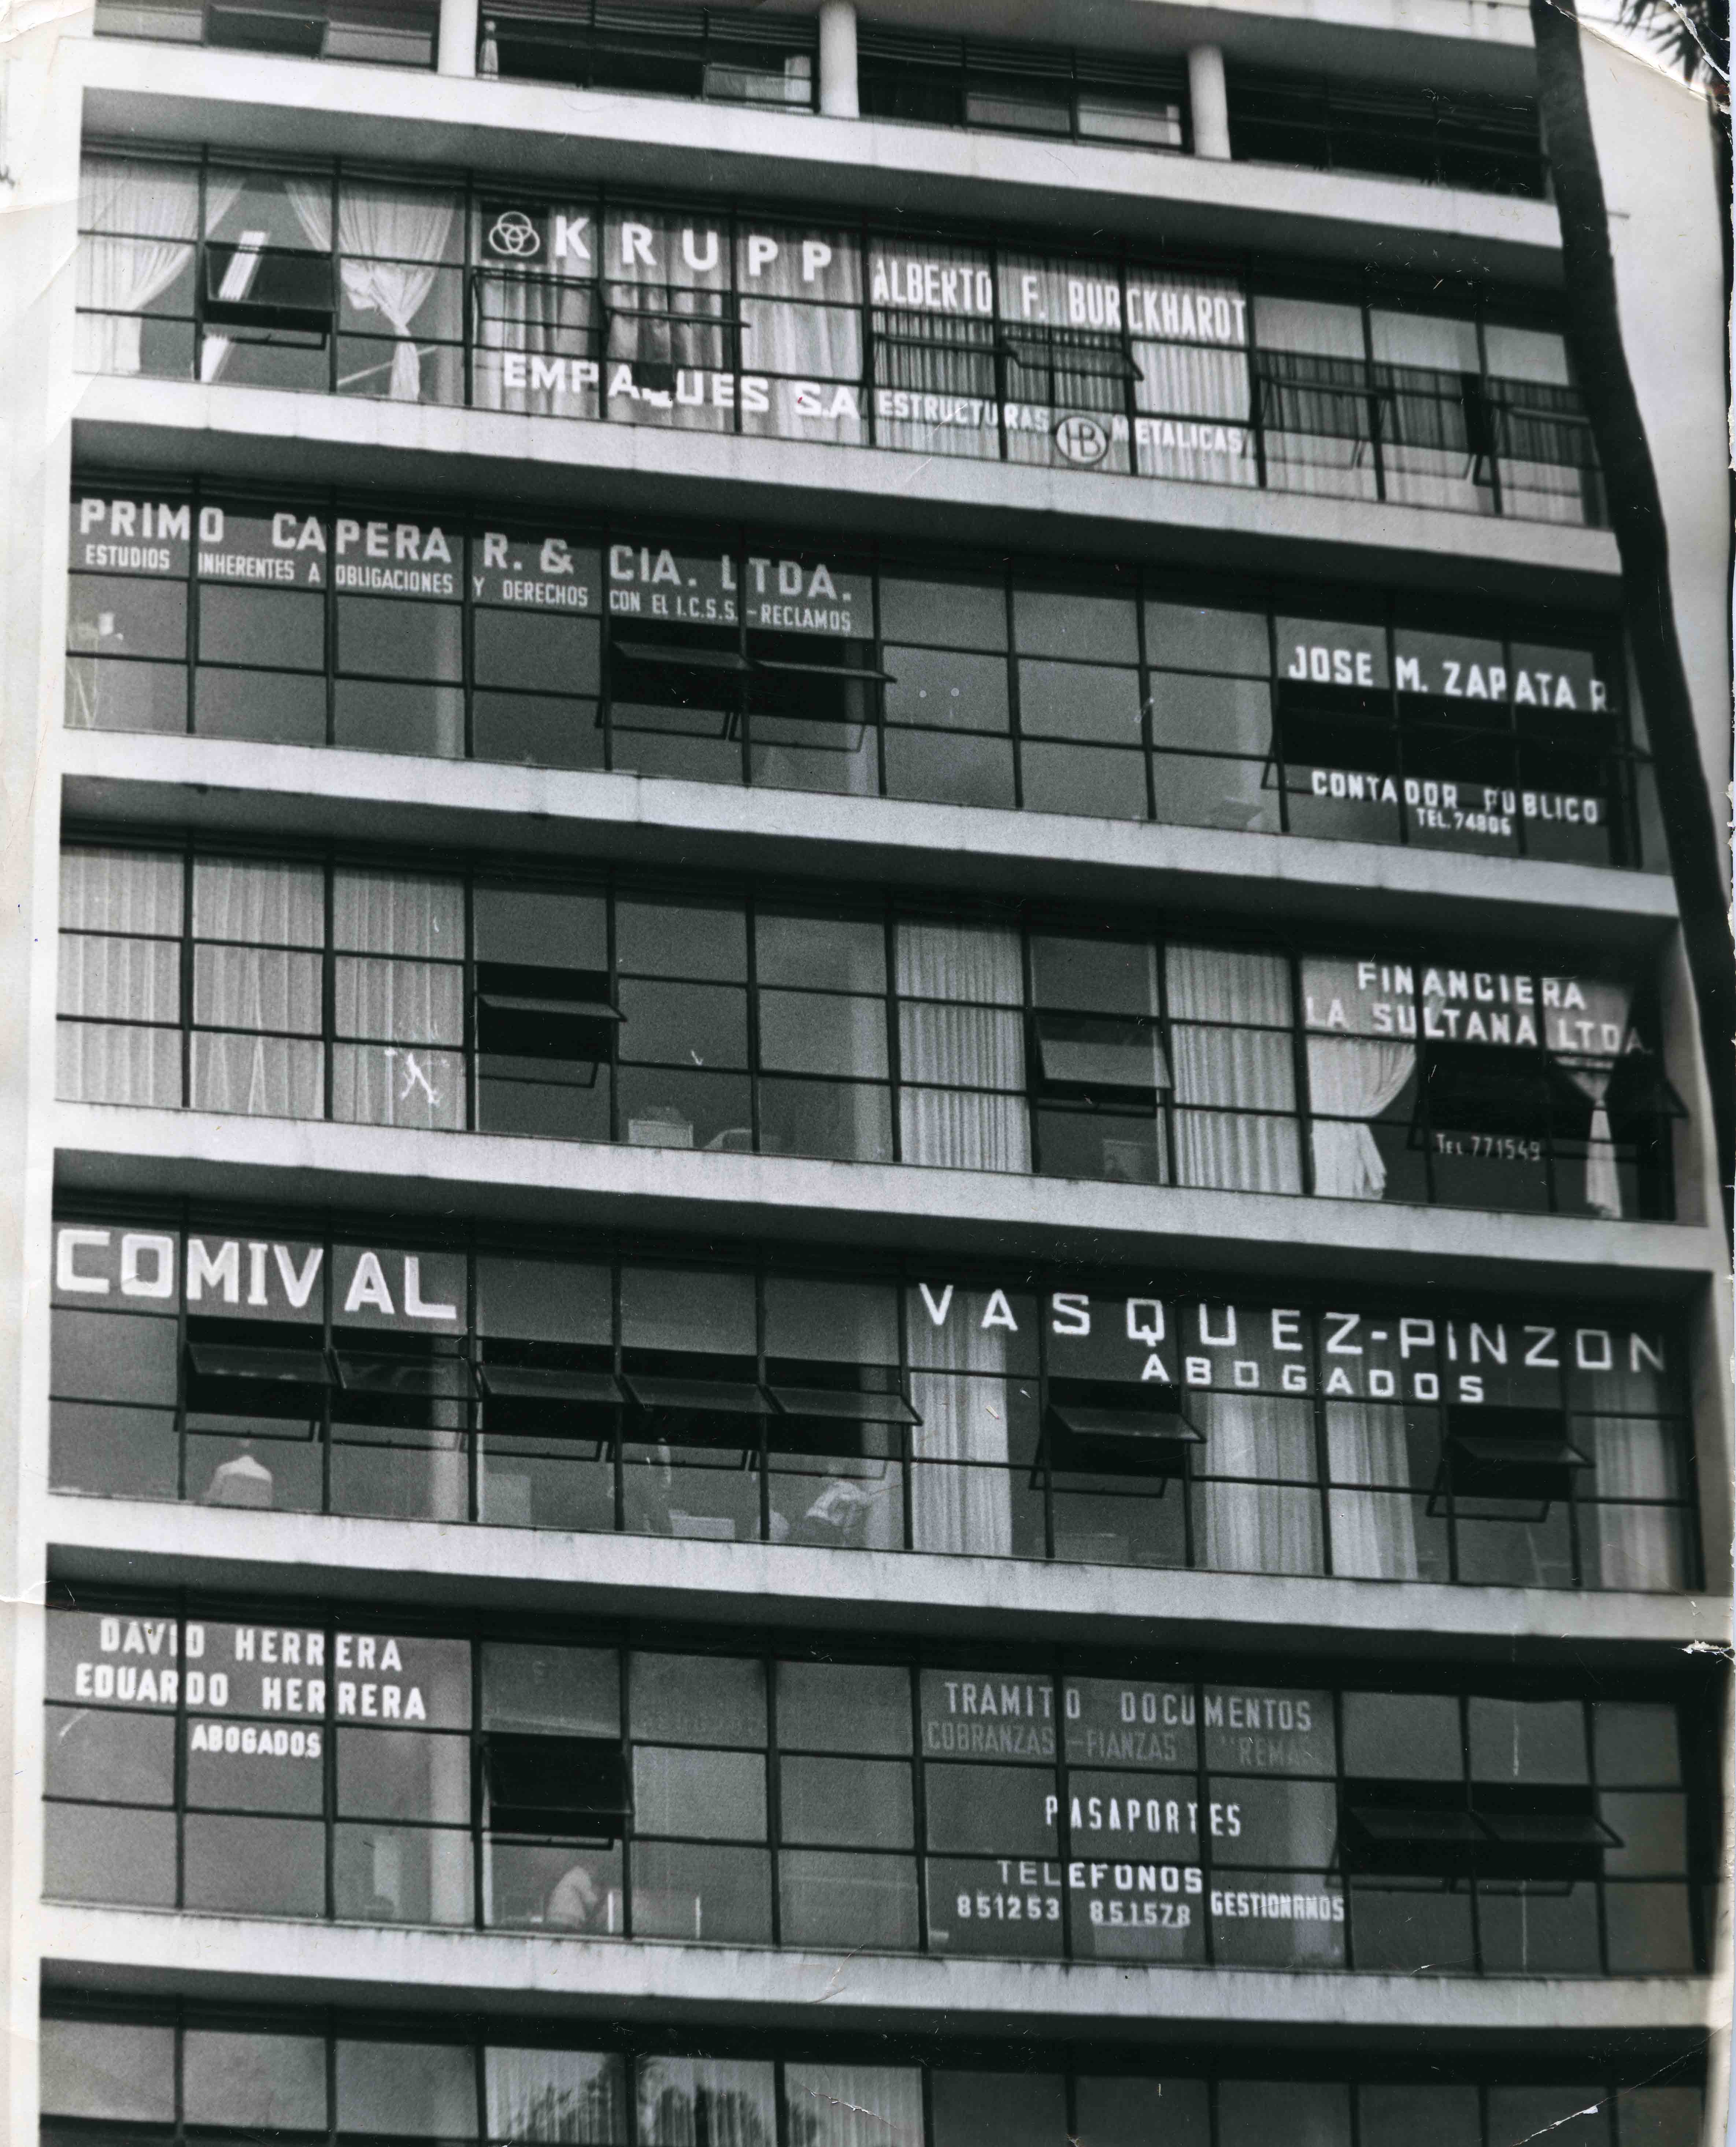 KRUPP
ALBERTO F. BURCKHARDT
EMPAQUES S.A
ESTRUCTURAS HB METALICAS
PRIMO CAPERA R. & CIA. LTDA.
ESTUDIOS INHERENTES A OBLIGACIONES Y DERECHOS CON EL I.C.S.S. - RECLAMOS
JOSE M. ZAPATA R.
CONTADOR PUBLICO
TEL. 74806
FINANCIERA
LA SULTANA LTDA
TEL 771549
COMIVAL
VASQUEZ-PINZON
ABOGADOS
DAVID HERRERA
EDUARDO HERRERA
ABOGADOS
TRAMITO DOCUMENTOS
COBRANZAS - FIANZAS
PASAPORTES
TELEFONOS
851253 851578 GESTIONAMOS